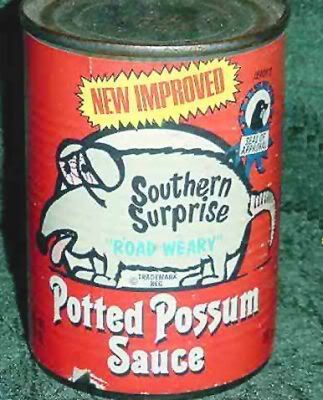 NEW IMPROVED
SEAL OF
APPROVAL
Southern
Surprise
"ROAD WEARY"
TRADEMARK
REG
Potted Possum
Sauce